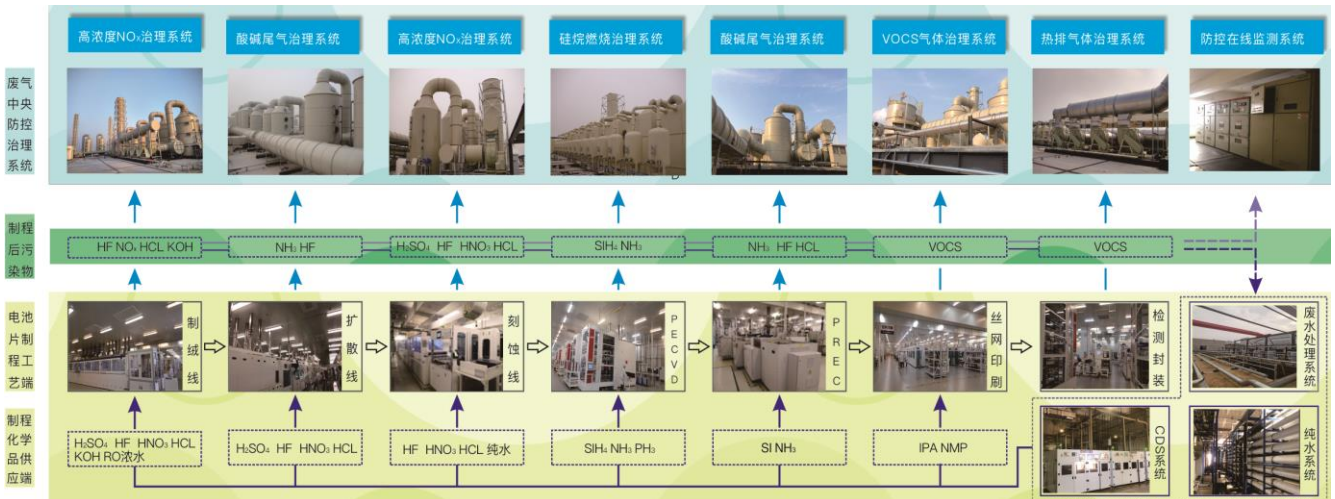 高浓度NOx治理系统
酸碱尾气治理系统
高浓度NOx治理系统
硅烷燃烧治理系统
酸碱尾气治理系统
VOCS气体治理系统
热排气体治理系统
防控在线监测系统
废气
中央
防控
治理
系统
制程
后污
染物
HF NOx HCL KOH
NH₃ HF
H₂SO₄ HF HNO₃ HCL
SIH₄ NH₃
NH₃ HF HCL
VOCS
VOCS
电池
片制
程工
艺端
制绒线
扩散线
刻蚀线
PECVD
PREC
丝网印刷
检测封装
废水处理系统
制程
化学
品供
应端
H₂SO₄ HF HNO₃ HCL
KOH RO浓水
H₂SO₄ HF HNO₃ HCL
HF HNO₃ HCL 纯水
SIH₄ NH₃ PH₃
SI NH₃
IPA NMP
CDS系统
纯水系统